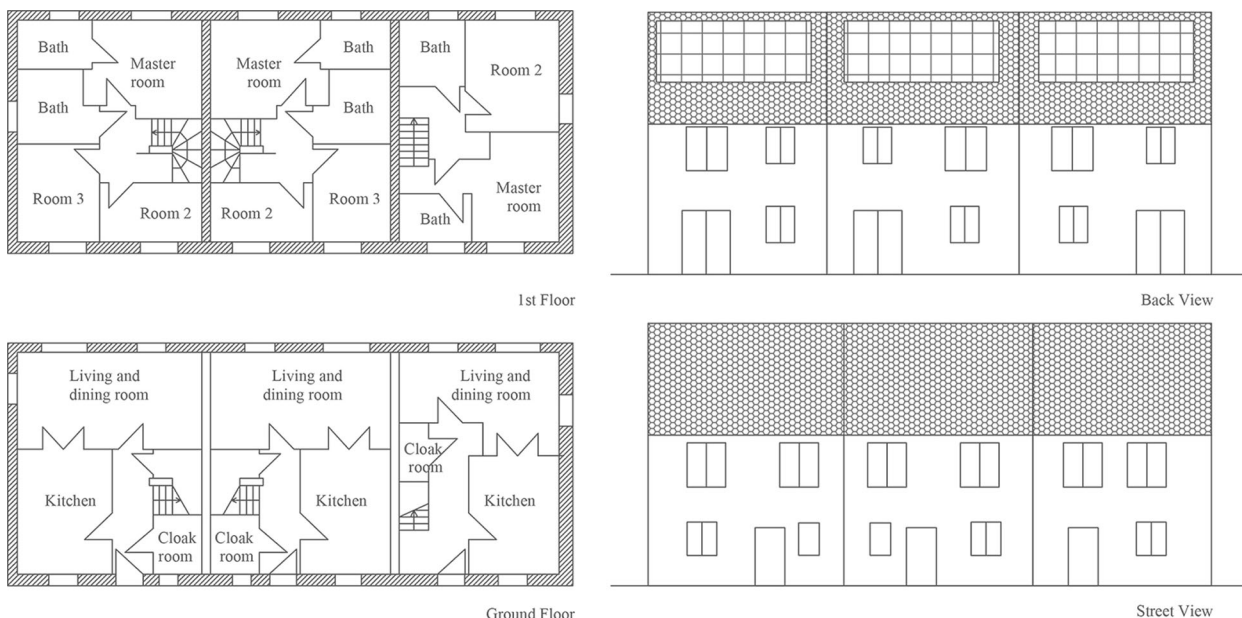 Bath
Master
room
Master
room
Bath
Bath
Room 2
Bath
Bath
Room 3
Room 2
Room 2
Room 3
Bath
Master
room
1st Floor
Back View
Living and
dining room
Living and
dining room
Living and
dining room
Cloak
room
Kitchen
Kitchen
Kitchen
Cloak
room
Cloak
room
Ground Floor
Street View